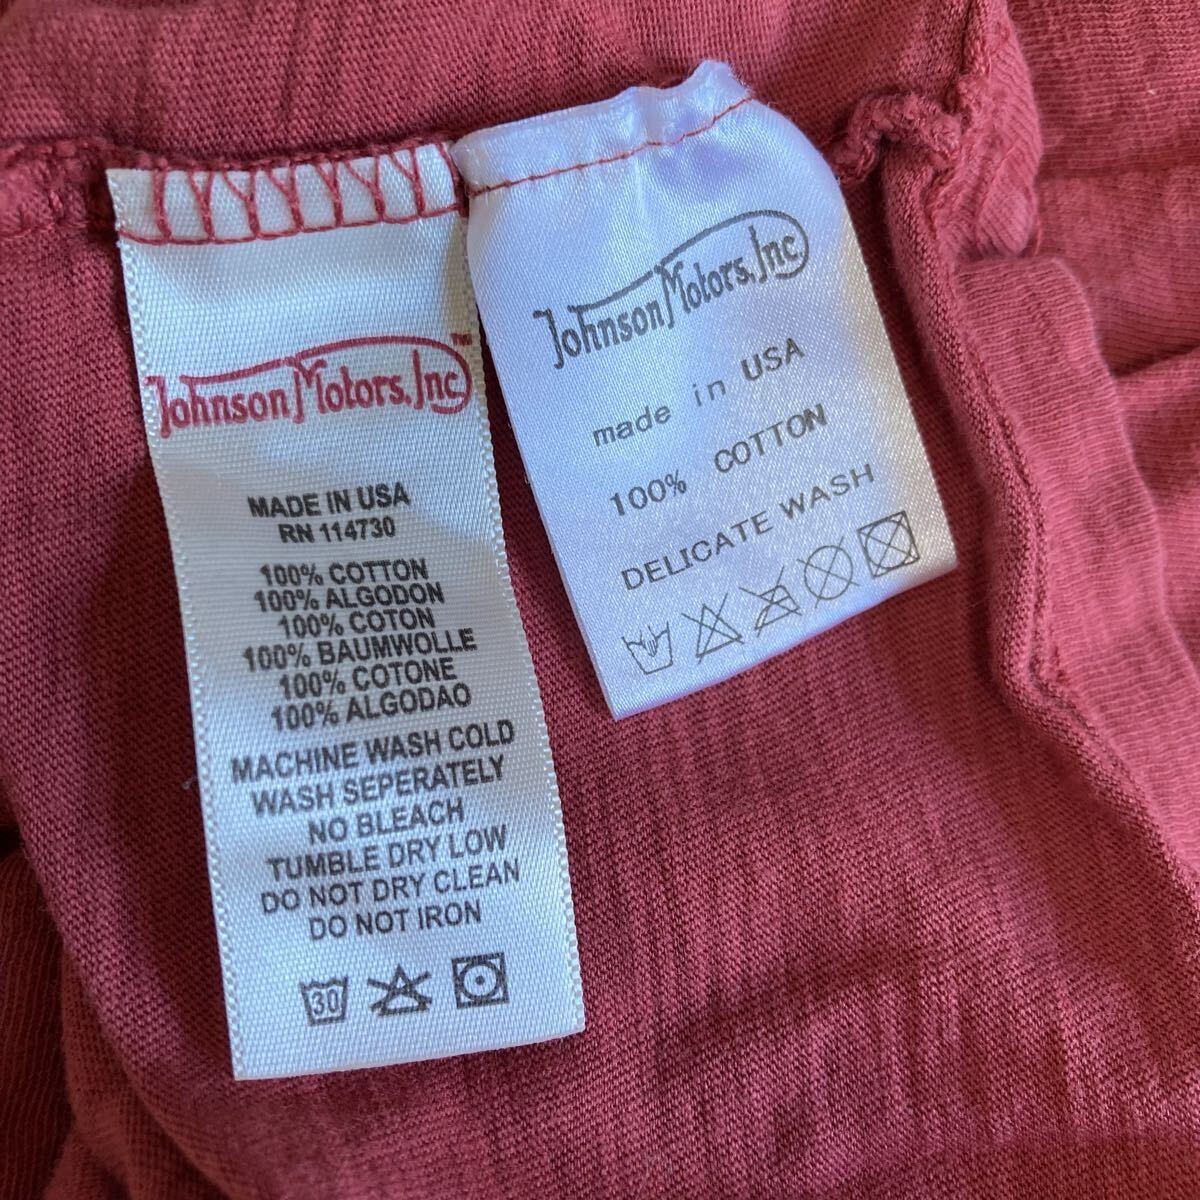 Johnson Motors, Inc™
MADE IN USA
RN 114730
100% COTTON
100% ALGODON
100% COTON
100% BAUMWOLLE
100% COTONE
100% ALGODAO
MACHINE WASH COLD
WASH SEPERATELY
NO BLEACH
TUMBLE DRY LOW
DO NOT DRY CLEAN
DO NOT IRON
30
Johnson Motors, Inc
made in USA
100% COTTON
DELICATE WASH